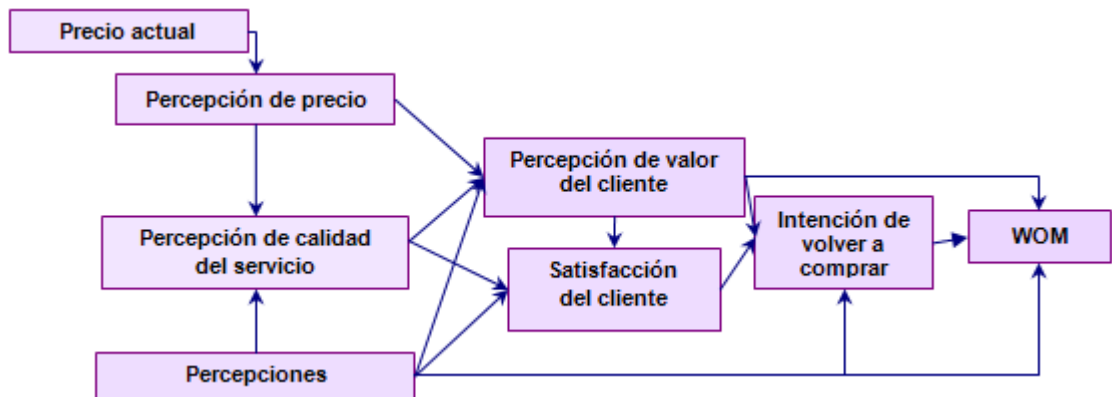 Precio actual
Percepción de precio
Percepción de valor
del cliente
Percepción de calidad
del servicio
Intención de
volver a
comprar
WOM
Satisfacción
del cliente
Percepciones